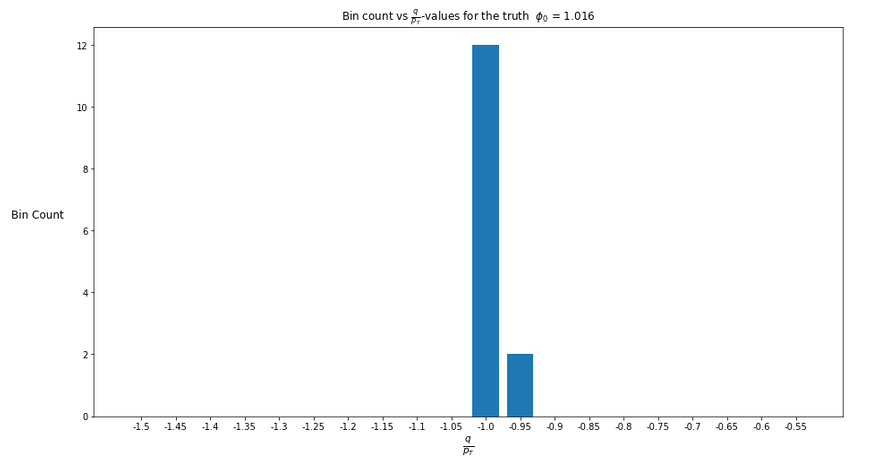 Bin count vs q/p_T-values for the truth ϕ_0 = 1.016
12
10
8
6
4
2
0
Bin Count
-1.5 -1.45 -1.4 -1.35 -1.3 -1.25 -1.2 -1.15 -1.1 -1.05 -1.0 -0.95 -0.9 -0.85 -0.8 -0.75 -0.7 -0.65 -0.6 -0.55
q/p_T